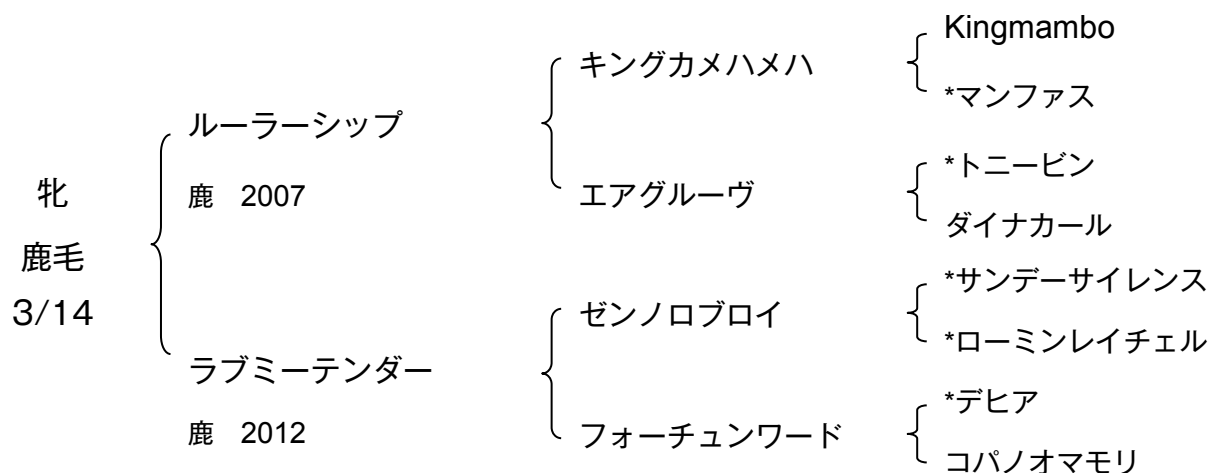 牝
鹿毛
3/14
ルーラーシップ
鹿 2007
ラブミーテンダー
鹿 2012
キングカメハメハ
エアグルーヴ
ゼンノロブロイ
フォーチュンワード
Kingmambo
*マンファス
*トニービン
ダイナカール
*サンデーサイレンス
*ローミンレイチェル
*デヒア
コパノオマモリ